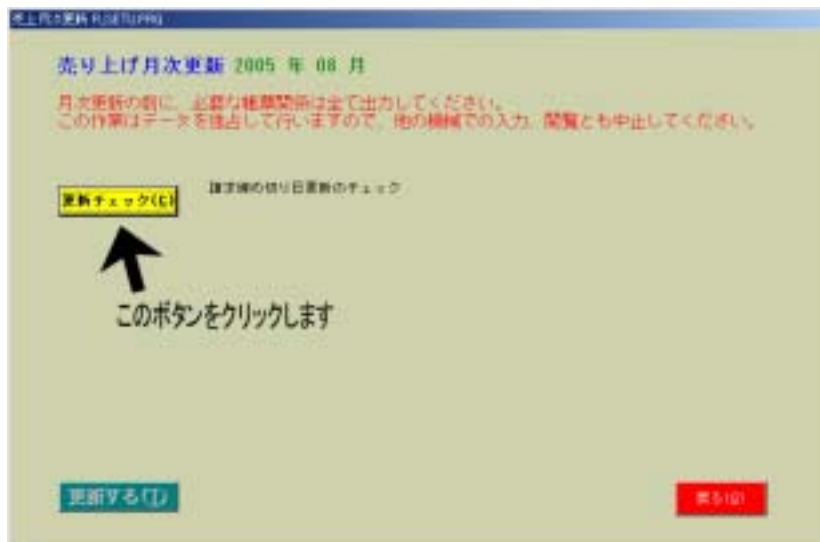 売り上げ月次更新 2005 年 08 月
月次更新の前に、必要な帳票関係は全て出力してください。
この作業はデータを独占して行いますので、他の機械での入力、閲覧とも中止してください。
更新チェック(C)
請求締め切り日更新のチェック
このボタンをクリックします
更新する(T)
戻る(Q)